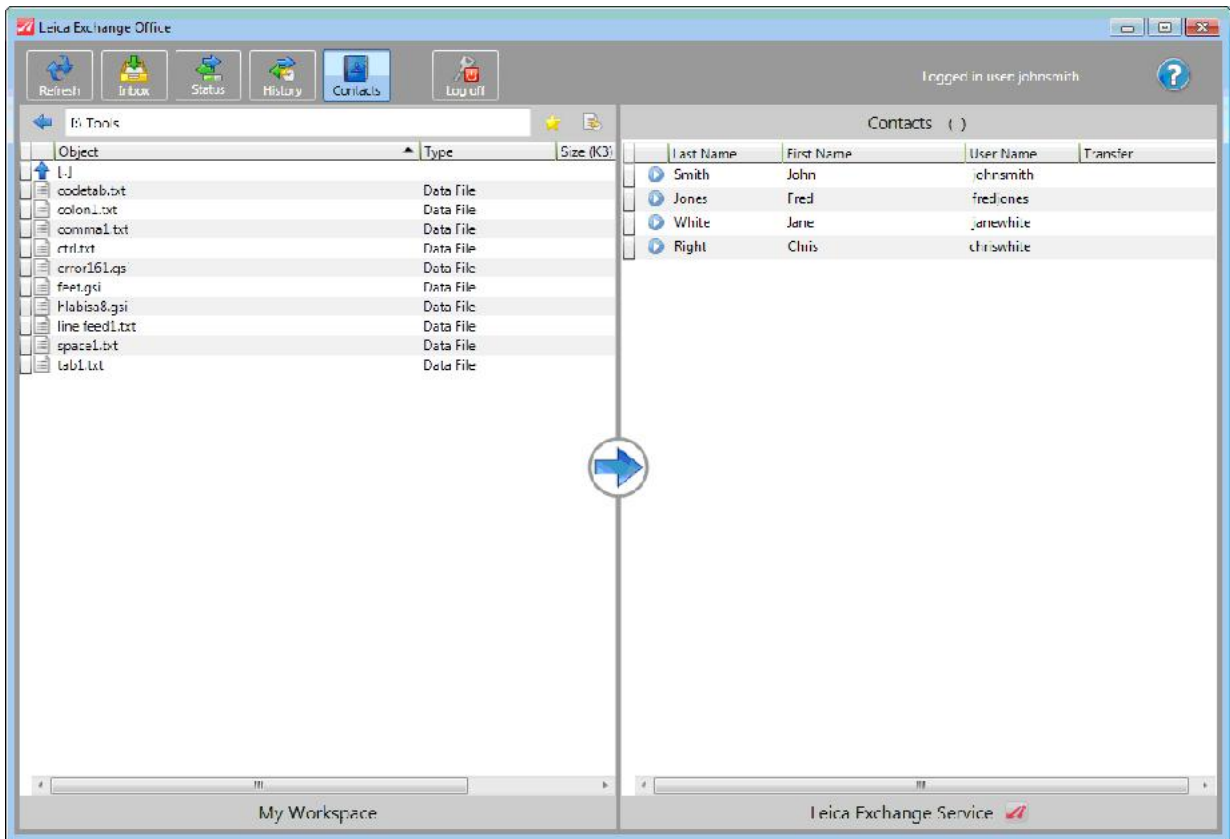 Leica Exchange Office
Refresh Inbox Status History Contacts Log off
Logged in user: johnsmith
Tools
Contacts ( )
Object Type Size (KB)
[..]
codetab.txt Data File
colon1.txt Data File
comma1.txt Data File
ctrl.txt Data File
error161.gsi Data File
feet.gsi Data File
Hlabisa8.gsi Data File
line feed1.txt Data File
space1.txt Data File
tab1.txt Data File
Last Name First Name User Name Transfer
Smith John johnsmith
Jones Fred fredjones
White Jane janewhite
Right Chris chriswhite
My Workspace
Leica Exchange Service